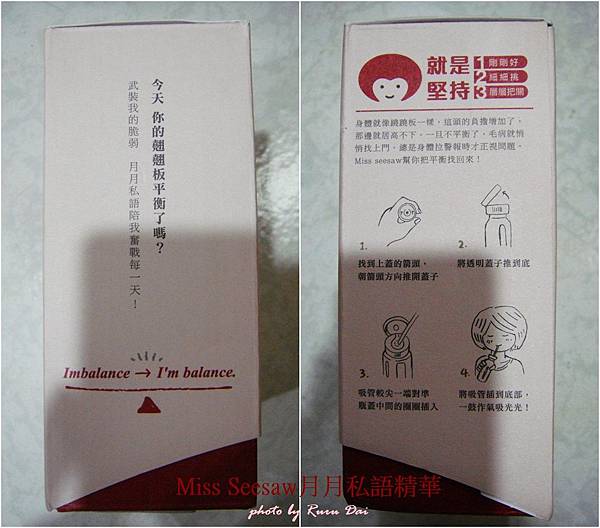 今天 你的翹翹板平衡了嗎？
武裝我的脆弱 月月私語陪我奮戰每一天！
Imbalance → I'm balance.
就是
堅持
1 剛剛好
2 細細挑
3 層層把關
身體就像蹺蹺板一樣，這頭的負擔增加了，
那邊就居高不下，一旦不平衡了，毛病就悄
悄找上門，總是身體拉警報時才正視問題。
Miss seesaw幫你把平衡找回來！
1.
找到上蓋的箭頭，
朝箭頭方向推開蓋子
2.
將透明蓋子推到底
3.
吸管較尖一端對準
瓶蓋中間的圈圈插入
4.
將吸管插到底部，
一鼓作氣吸光光！
Miss Seesaw月月私語精華
photo by Ruru Dai